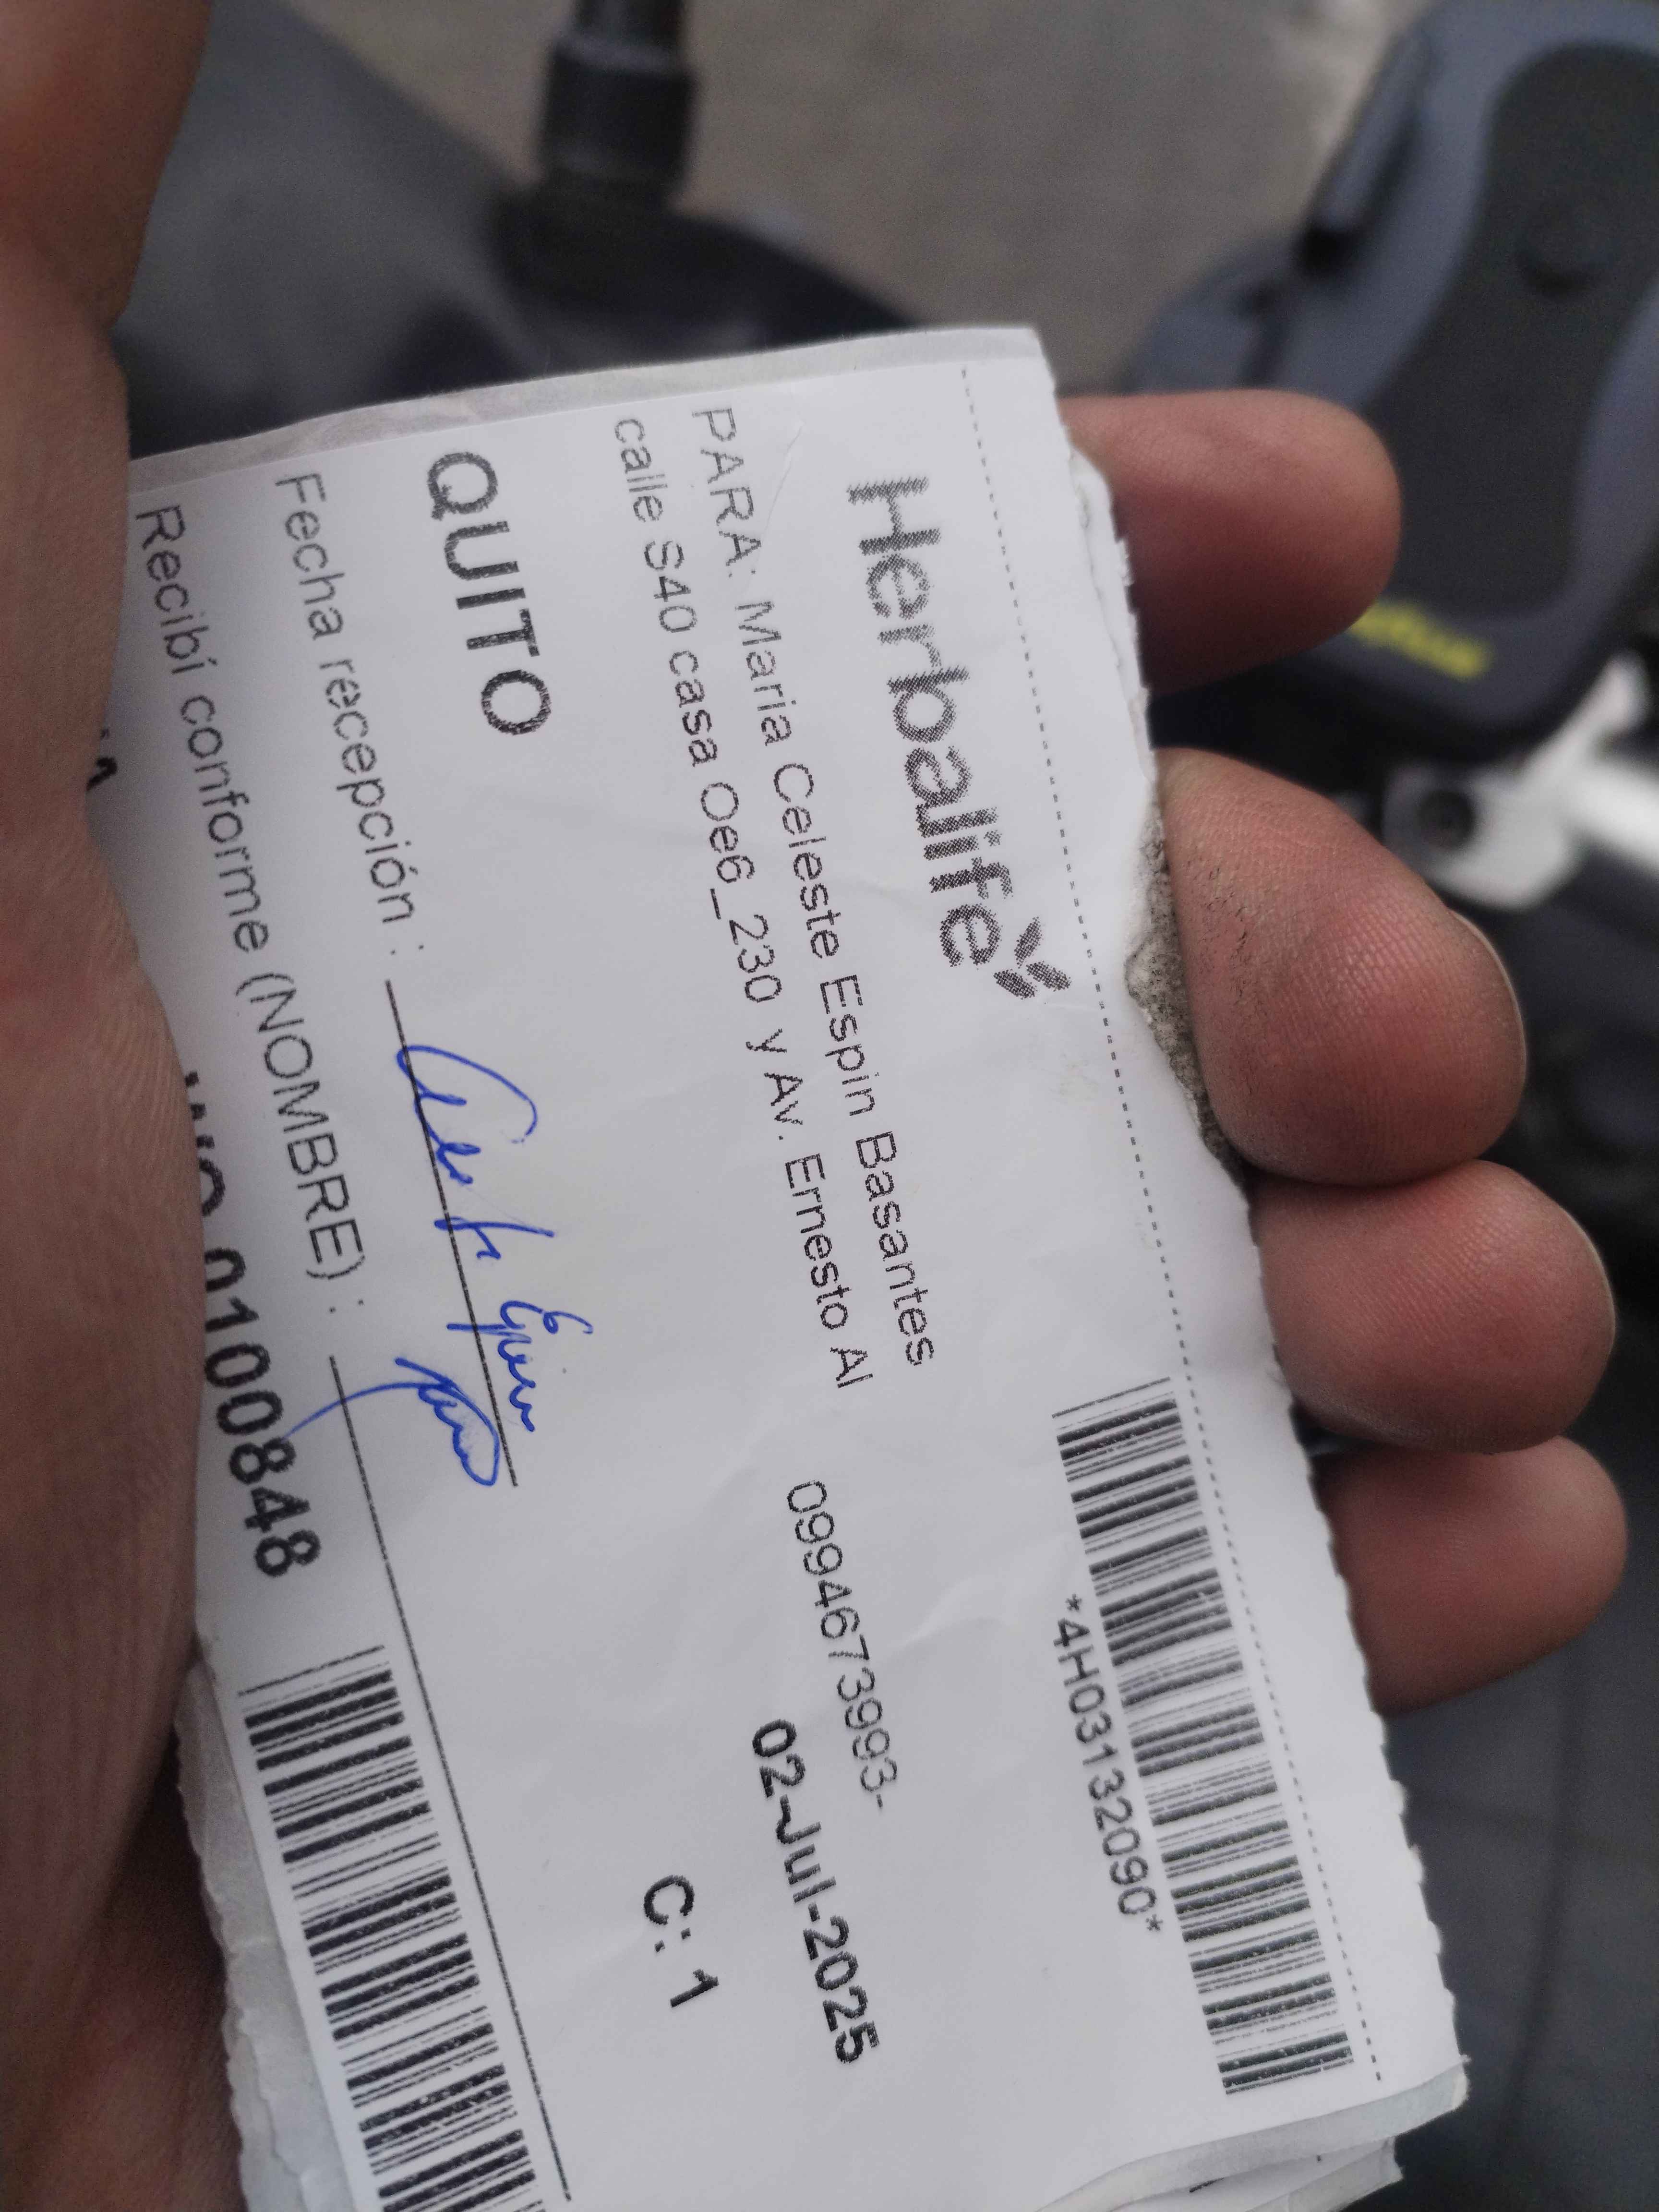 Herbalife
*4H03132090*
PARA: Maria Celeste Espin Basantes
0994673993-
calle S40 casa Oe6_230 y Av. Ernesto Al
02-Jul-2025
QUITO
C: 1
Fecha recepción :
Recibí conforme (NOMBRE) :
0100848